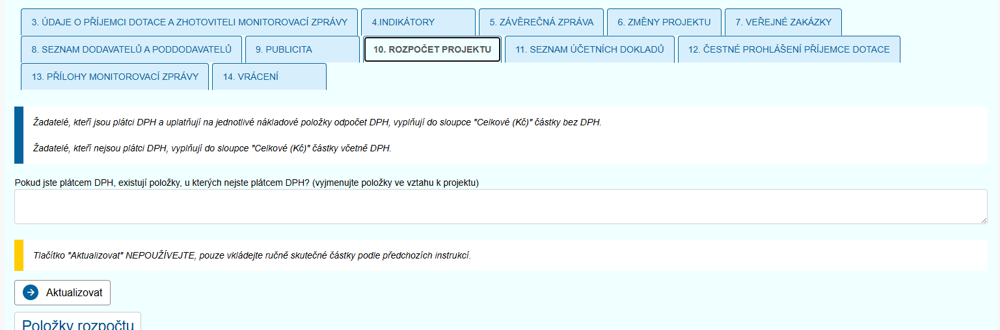 3. ÚDAJE O PŘÍJEMCI DOTACE A ZHOTOVITELI MONITOROVACÍ ZPRÁVY 4.INDIKÁTORY 5. ZÁVĚREČNÁ ZPRÁVA 6. ZMĚNY PROJEKTU 7. VEŘEJNÉ ZAKÁZKY
8. SEZNAM DODAVATELŮ A PODDODAVATELŮ 9. PUBLICITA 10. ROZPOČET PROJEKTU 11. SEZNAM ÚČETNÍCH DOKLADŮ 12. ČESTNÉ PROHLÁŠENÍ PŘÍJEMCE DOTACE
13. PŘÍLOHY MONITOROVACÍ ZPRÁVY 14. VRÁCENÍ
Žadatelé, kteří jsou plátci DPH a uplatňují na jednotlivé nákladové položky odpočet DPH, vyplňují do sloupce "Celkové (Kč)" částky bez DPH.
Žadatelé, kteří nejsou plátci DPH, vyplňují do sloupce "Celkové (Kč)" částky včetně DPH.
Pokud jste plátcem DPH, existují položky, u kterých nejste plátcem DPH? (vyjmenujte položky ve vztahu k projektu)
Tlačítko "Aktualizovat" NEPOUŽÍVEJTE, pouze vkládejte ručně skutečné částky podle předchozích instrukcí.
Aktualizovat
Položky rozpočtu